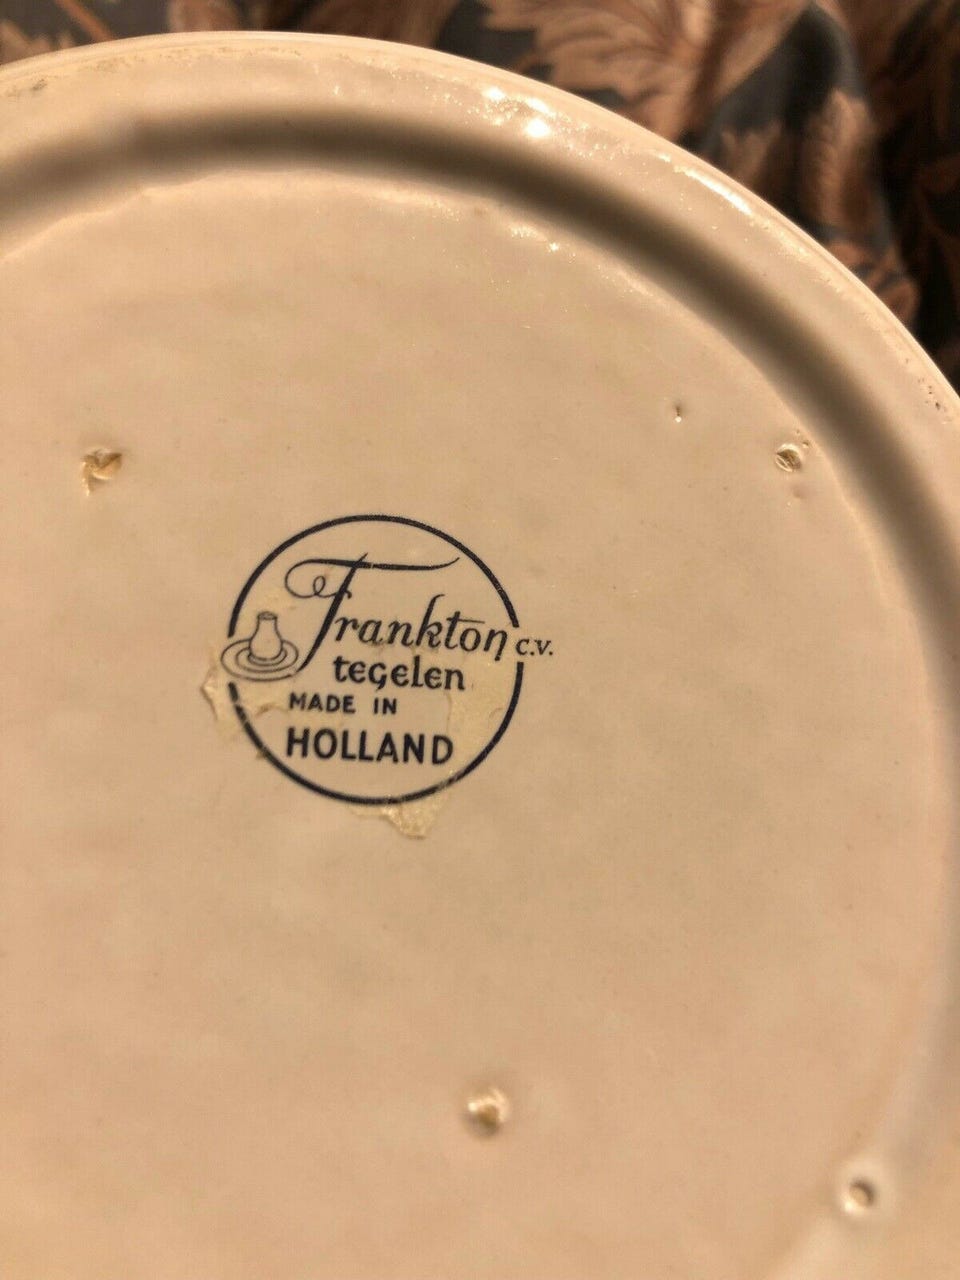 Frankton c.v.
tegelen
MADE IN
HOLLAND